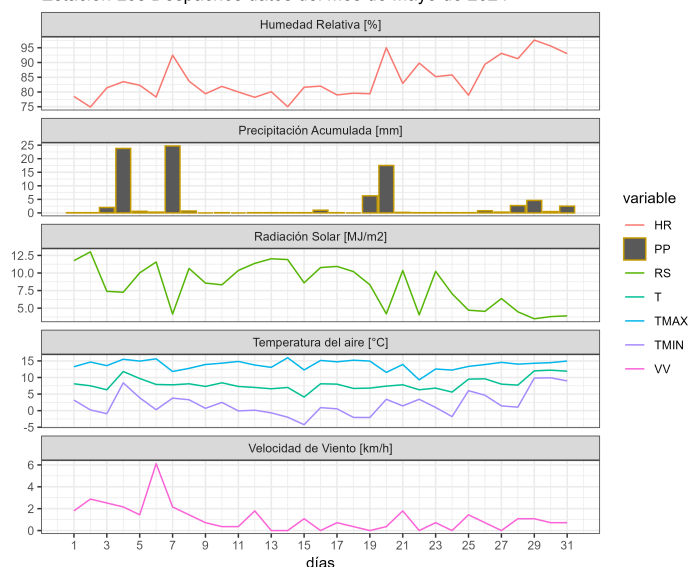 Humedad Relativa [%]
95
90
85
80
75
Precipitación Acumulada [mm]
25
20
15
10
5
0
Radiación Solar [MJ/m2]
12.5
10.0
7.5
5.0
Temperatura del aire [°C]
15
10
5
0
-5
Velocidad de Viento [km/h]
6
4
2
0
1 3 5 7 9 11 13 15 17 19 21 23 25 27 29 31
días
variable
HR
PP
RS
T
TMAX
TMIN
VV